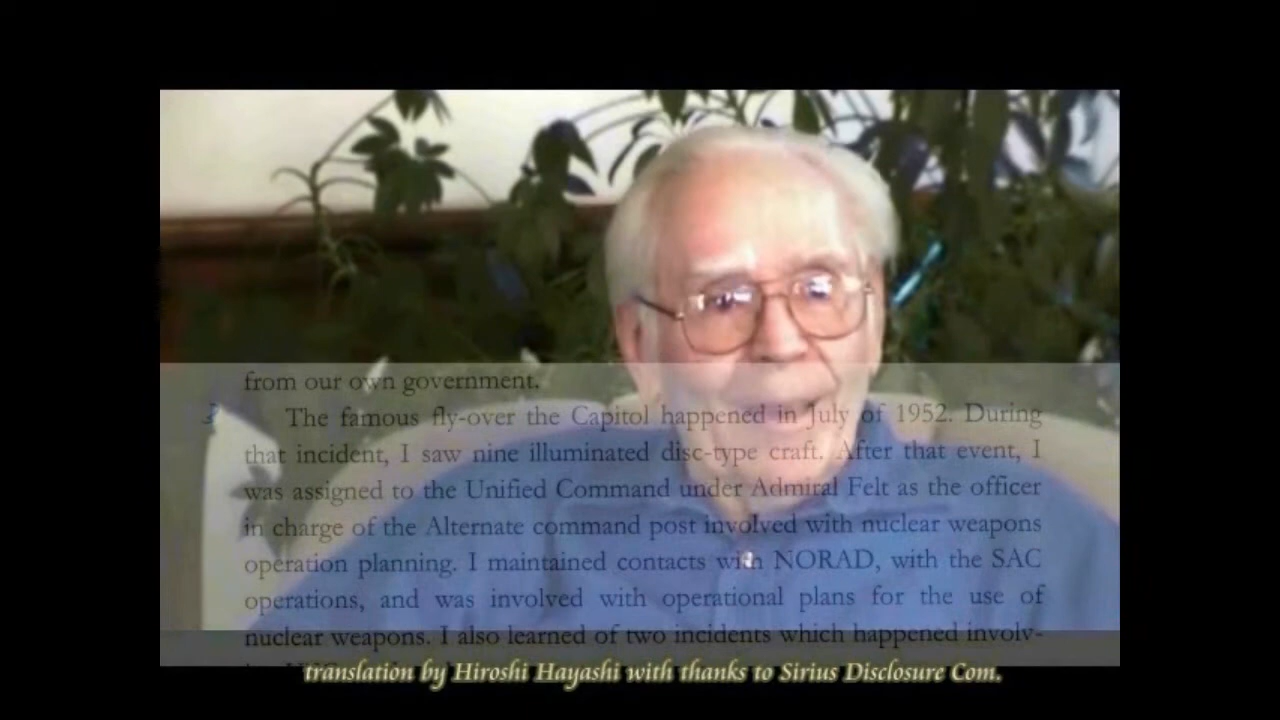 from our own government.
The famous fly-over the Capitol happened in July of 1952. During
that incident, I saw nine illuminated disc-type craft. After that event, I
was assigned to the Unified Command under Admiral Felt as the officer
in charge of the Alternate command post involved with nuclear weapons
operation planning. I maintained contacts with NORAD, with the SAC
operations, and was involved with operational plans for the use of
nuclear weapons. I also learned of two incidents which happened involv-
translation by Hiroshi Hayashi with thanks to Sirius Disclosure Com.